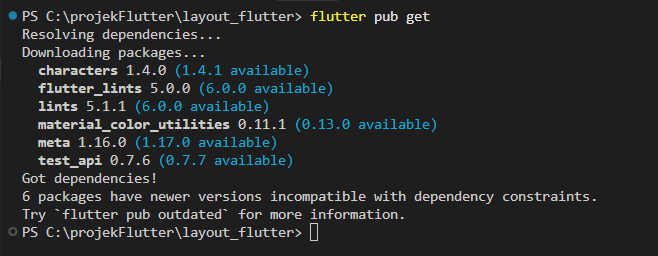 PS C:\projekFlutter\layout_flutter> flutter pub get
Resolving dependencies...
Downloading packages...
  characters 1.4.0 (1.4.1 available)
  flutter_lints 5.0.0 (6.0.0 available)
  lints 5.1.1 (6.0.0 available)
  material_color_utilities 0.11.1 (0.13.0 available)
  meta 1.16.0 (1.17.0 available)
  test_api 0.7.6 (0.7.7 available)
Got dependencies!
6 packages have newer versions incompatible with dependency constraints.
Try `flutter pub outdated` for more information.
PS C:\projekFlutter\layout_flutter>